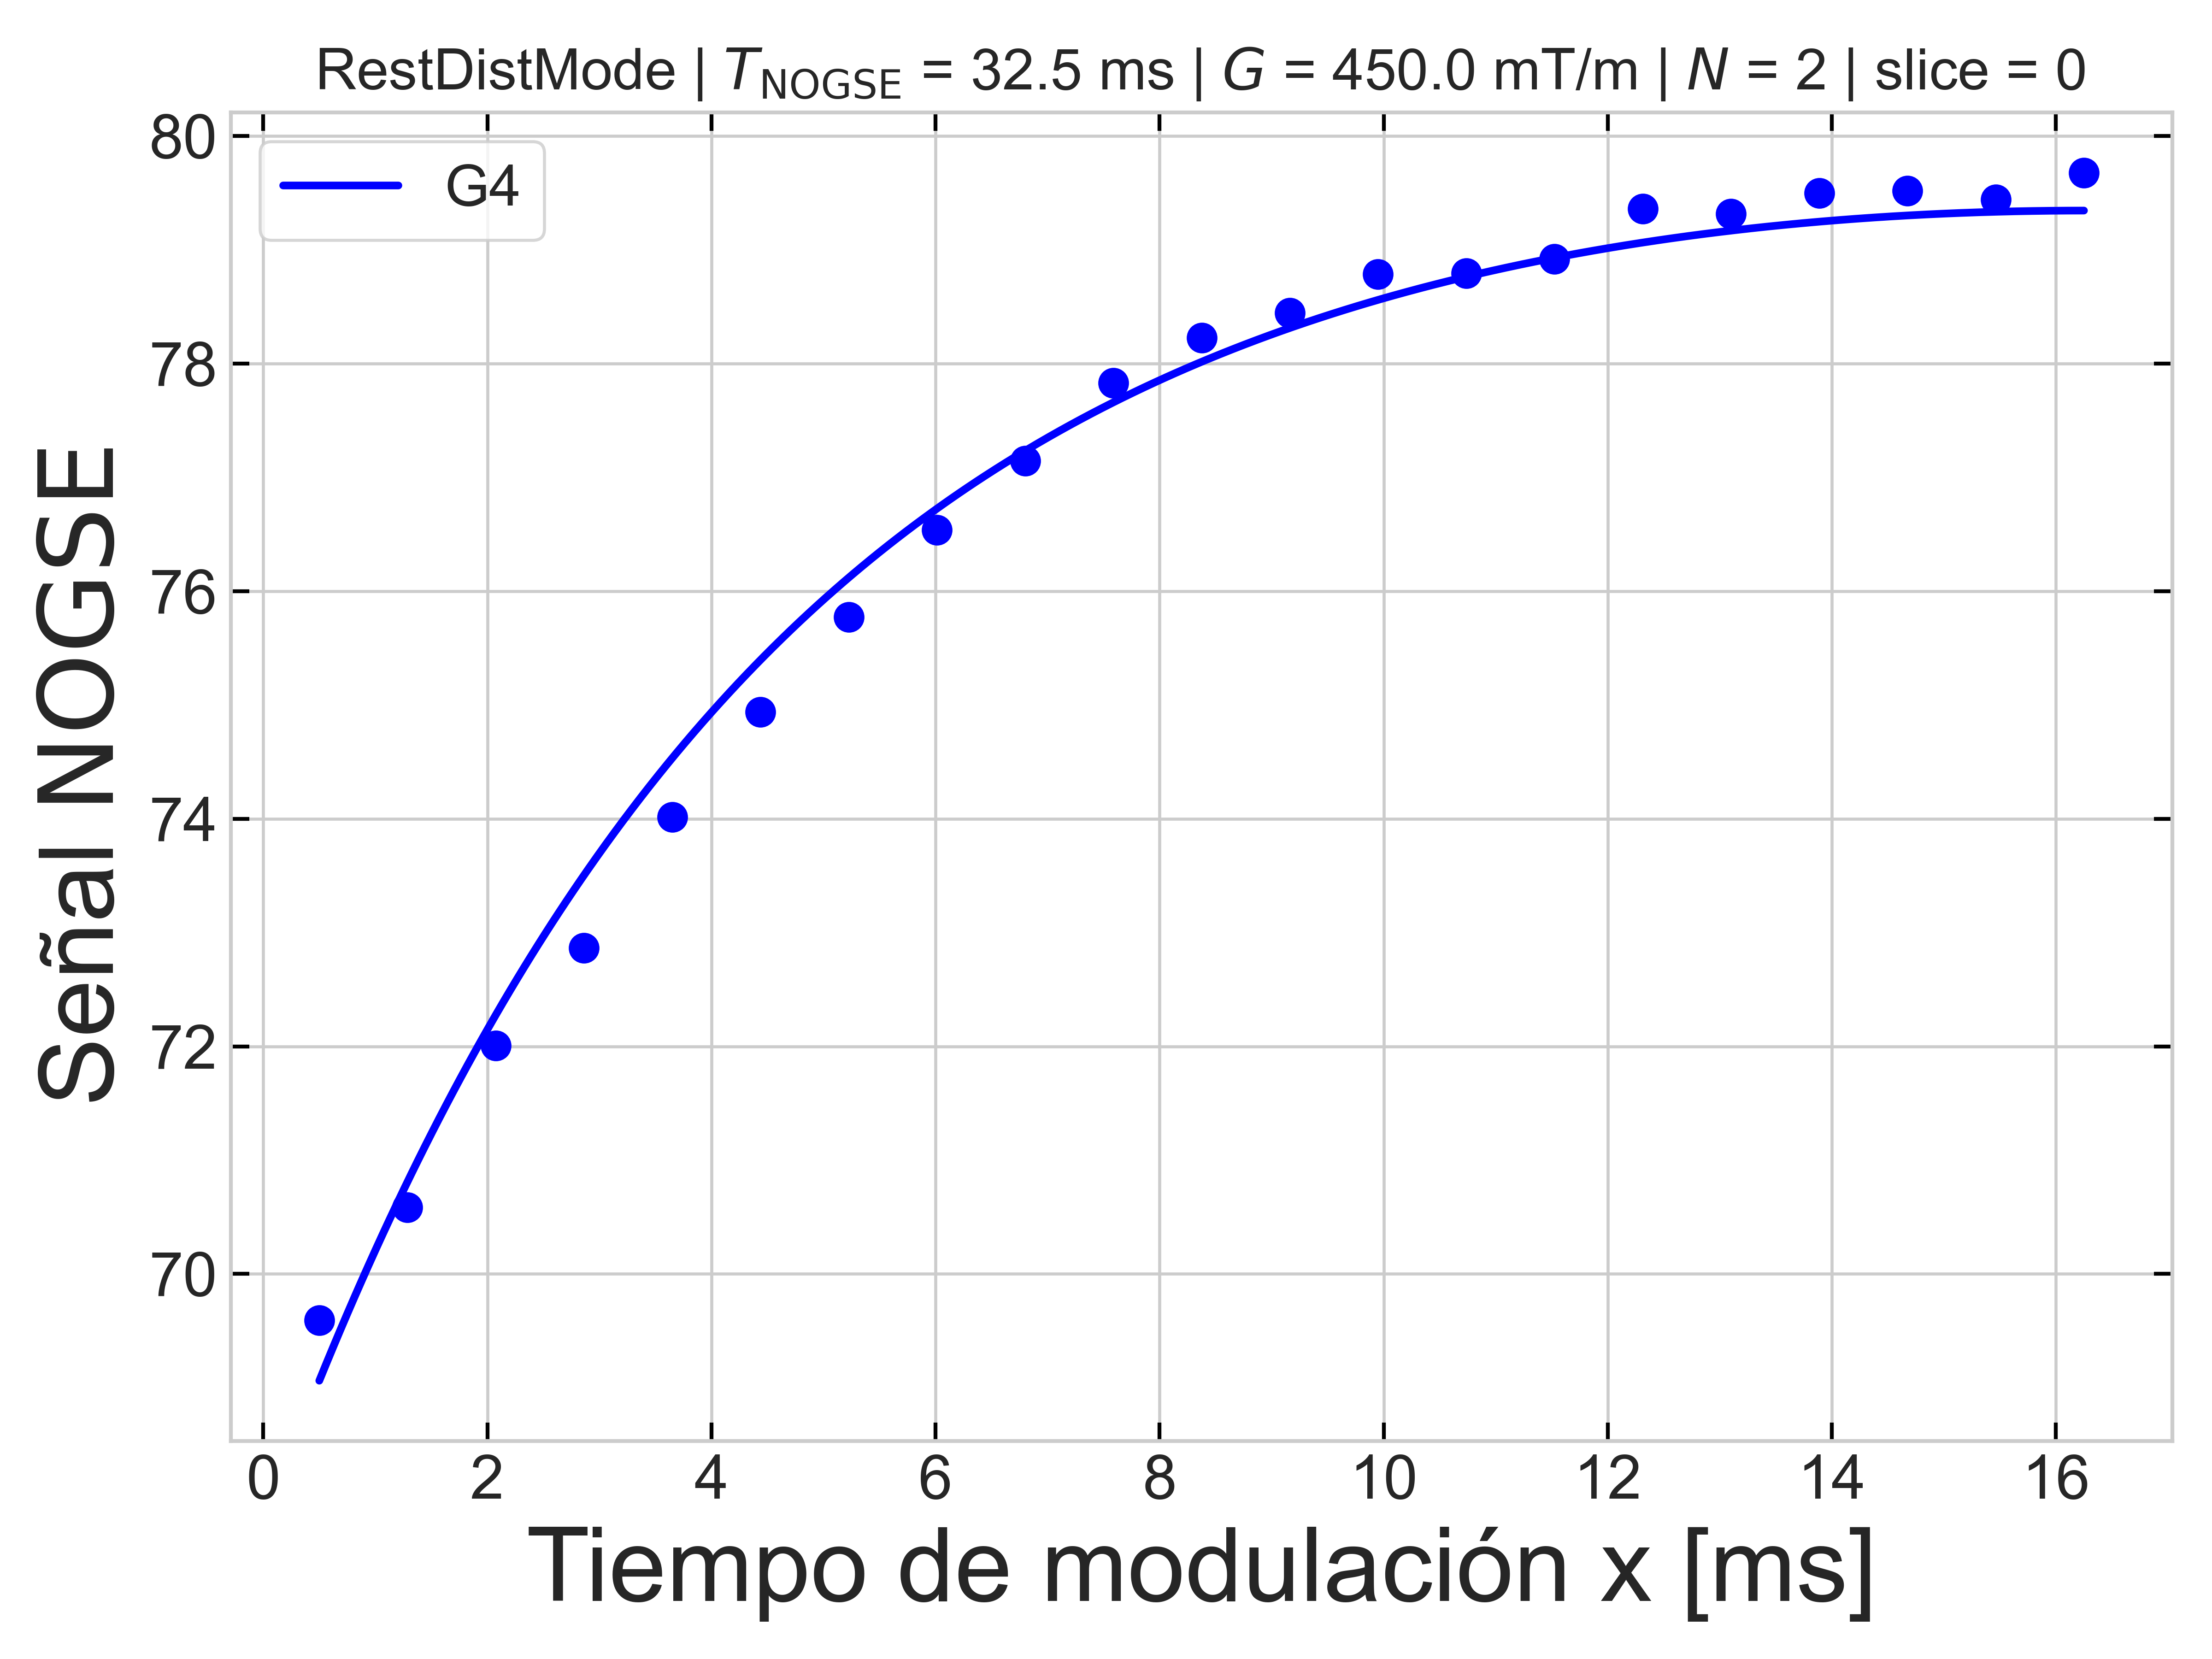 RestDistMode | T_NOGSE = 32.5 ms | G = 450.0 mT/m | N = 2 | slice = 0
G4
80
78
76
74
72
70
Señal NOGSE
0 2 4 6 8 10 12 14 16
Tiempo de modulación x [ms]